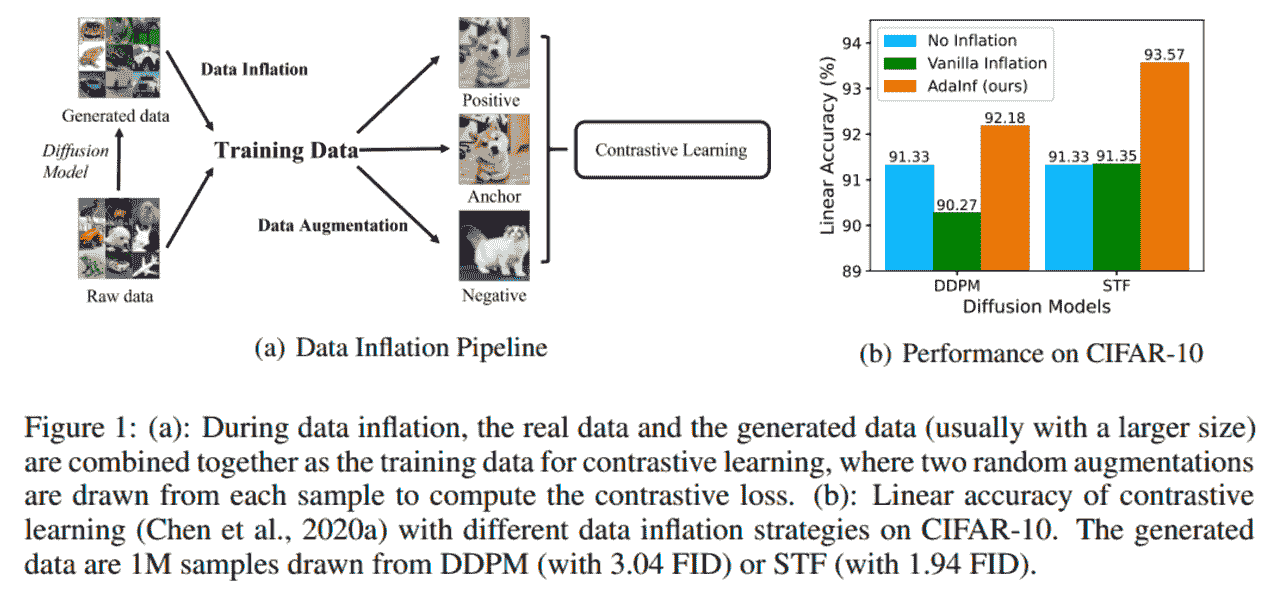 Generated data
Diffusion
Model
Raw data
Data Inflation
Training Data
Data Augmentation
Positive
Anchor
Negative
Contrastive Learning
(a) Data Inflation Pipeline
No Inflation
Vanilla Inflation
AdaInf (ours)
Linear Accuracy (%)
94
93
92
91
90
89
91.33
90.27
92.18
91.33
91.35
93.57
DDPM
STF
Diffusion Models
(b) Performance on CIFAR-10
Figure 1: (a): During data inflation, the real data and the generated data (usually with a larger size)
are combined together as the training data for contrastive learning, where two random augmentations
are drawn from each sample to compute the contrastive loss. (b): Linear accuracy of contrastive
learning (Chen et al., 2020a) with different data inflation strategies on CIFAR-10. The generated
data are 1M samples drawn from DDPM (with 3.04 FID) or STF (with 1.94 FID).